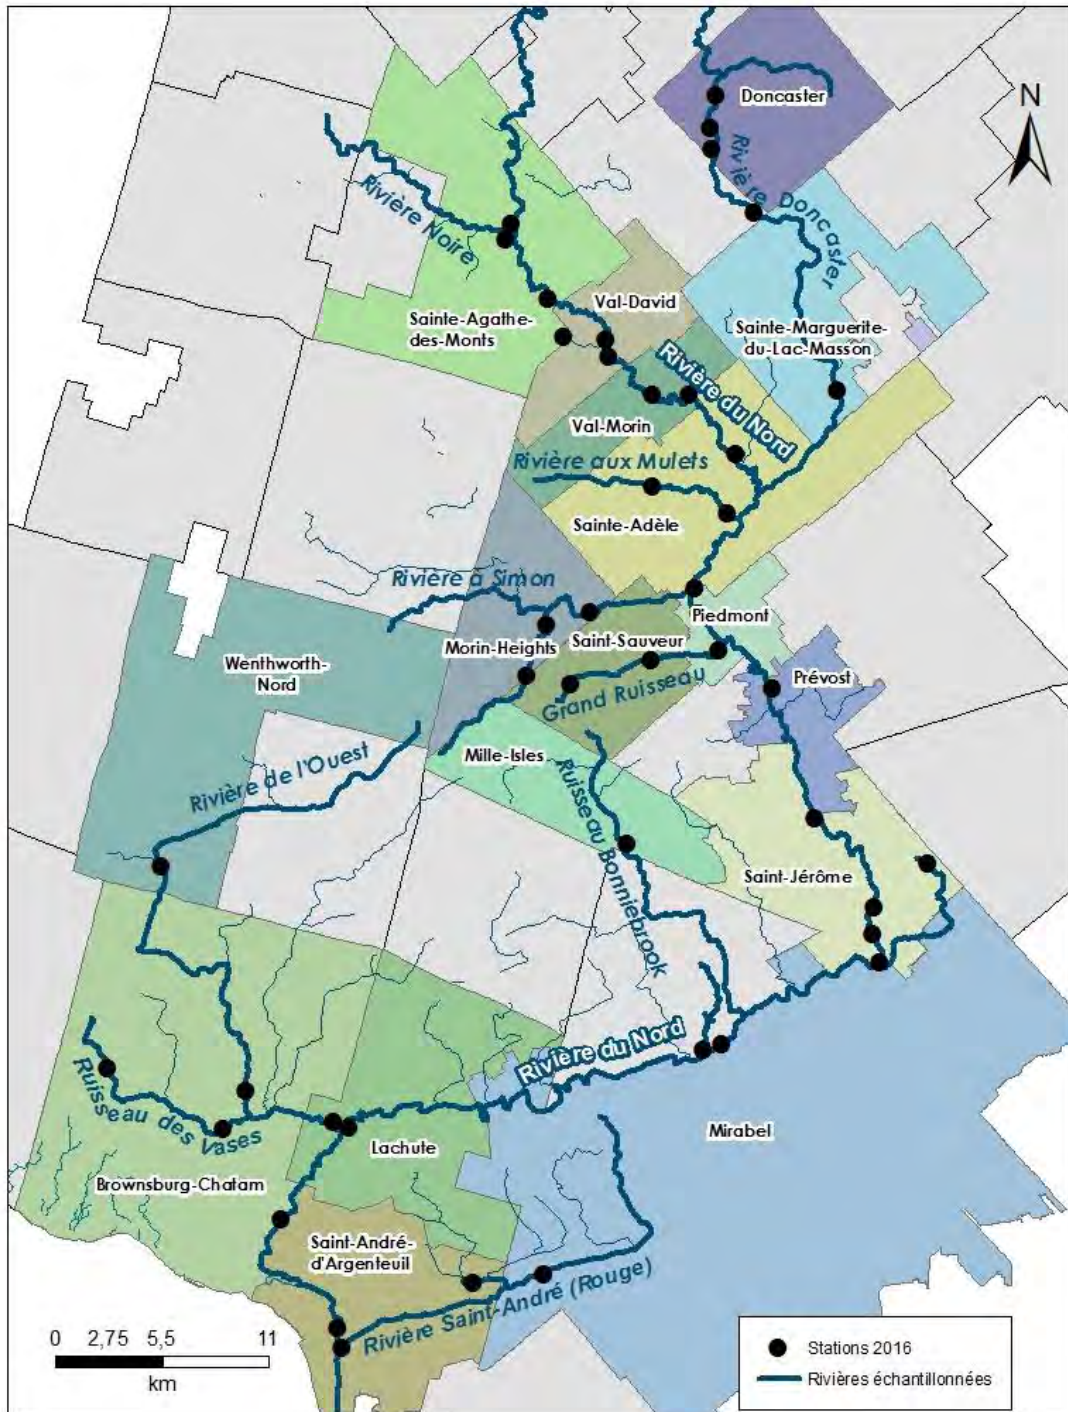 Doncaster
N
Rivière Doncaster
Rivière Noire
Val-David
Sainte-Agathe-
des-Monts
Sainte-Marguerite-
du-Lac-Masson
Rivière du Nord
Val-Morin
Rivière aux Mulets
Sainte-Adèle
Rivière à Simon
Piedmont
Saint-Sauveur
Morin-Heights
Wenthworth-
Nord
Prévost
Grand Ruisseau
Mille-Isles
Rivière de l'Ouest
Ruisseau Bonniebrook
Saint-Jérôme
Rivière du Nord
Ruisseau des Vases
Mirabel
Lachute
Brownsburg-Chatam
Saint-André-
d'Argenteuil
Rivière Saint-André (Rouge)
0 2,75 5,5 11
km
Stations 2016
Rivières échantillonnées